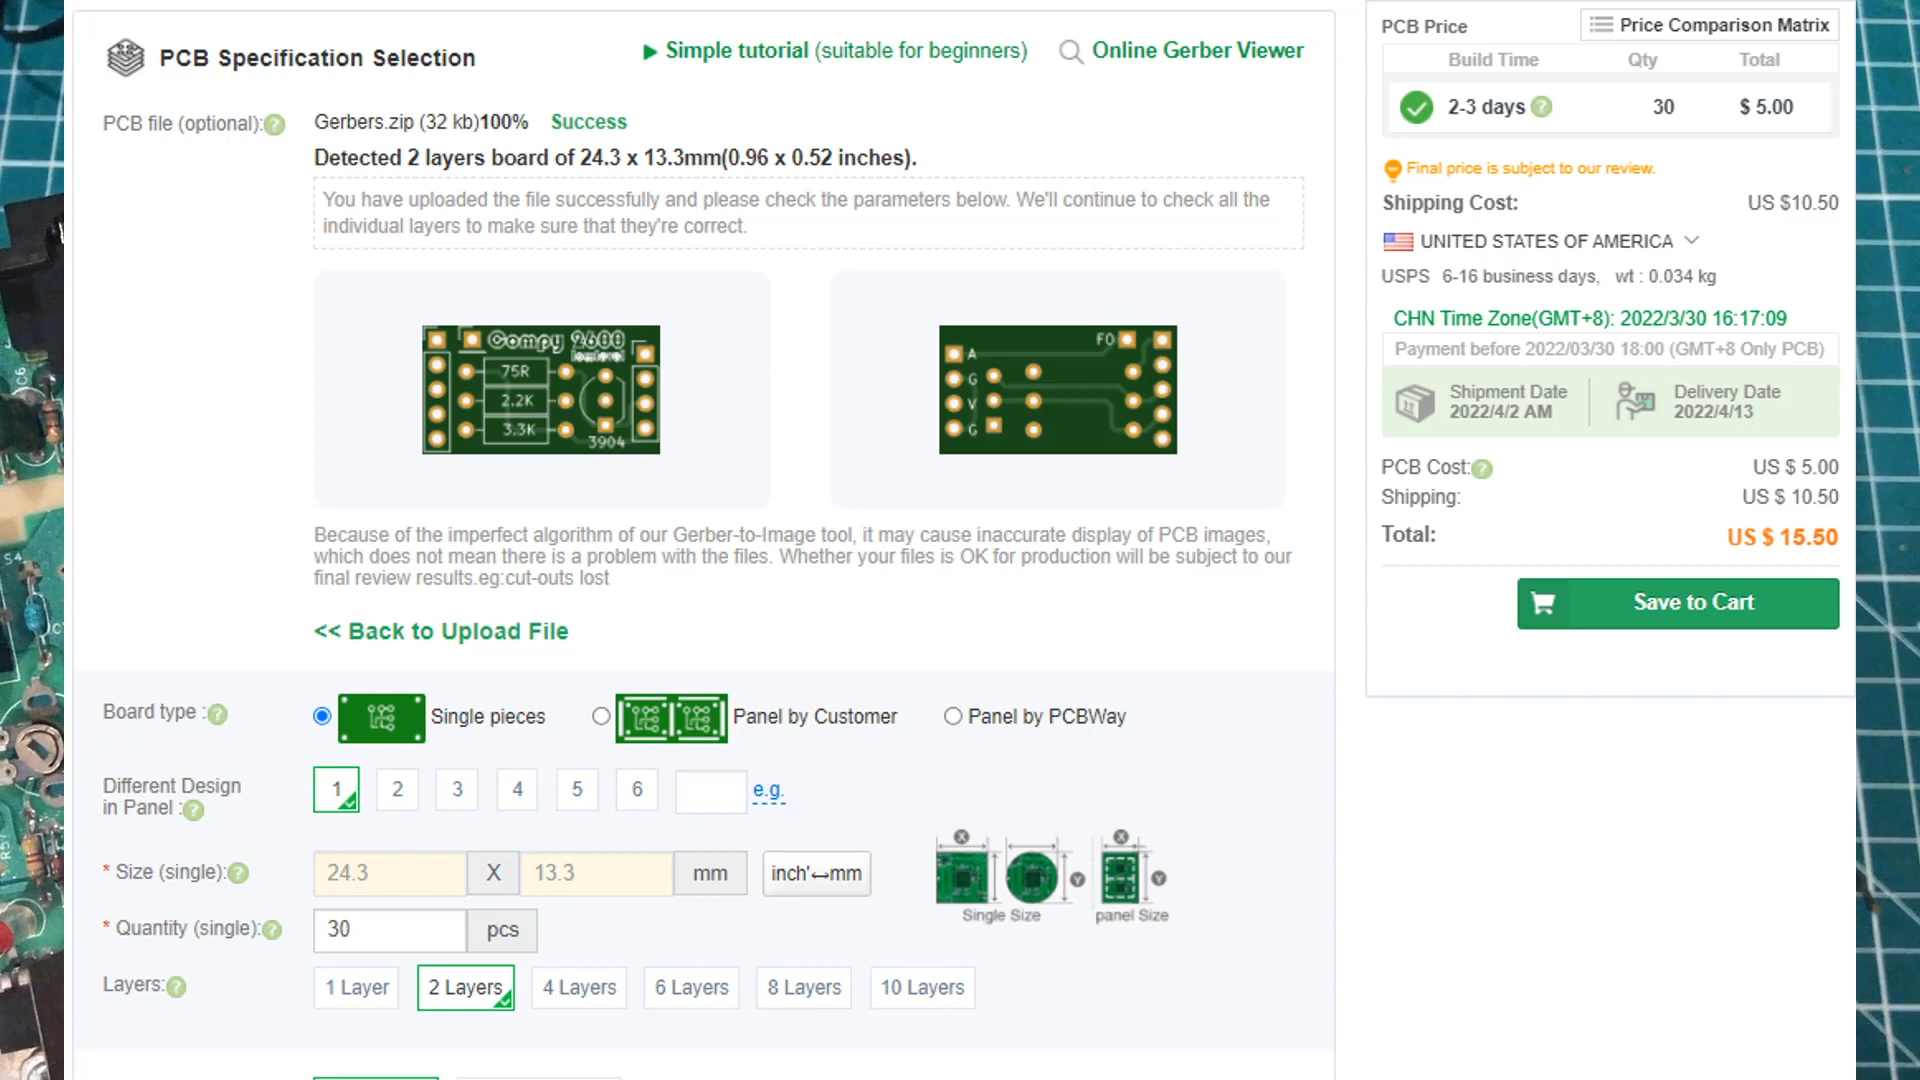 PCB Specification Selection
Simple tutorial (suitable for beginners)
Online Gerber Viewer
PCB file (optional):
Gerbers.zip (32 kb)100% Success
Detected 2 layers board of 24.3 x 13.3mm(0.96 x 0.52 inches).
You have uploaded the file successfully and please check the parameters below. We'll continue to check all the
individual layers to make sure that they're correct.
Compy 9600
75R
2.2K
3.3K
3904
F0
A
G
V
G
Because of the imperfect algorithm of our Gerber-to-Image tool, it may cause inaccurate display of PCB images,
which does not mean there is a problem with the files. Whether your files is OK for production will be subject to our
final review results.eg:cut-outs lost
<< Back to Upload File
Board type :
Single pieces
Panel by Customer
Panel by PCBWay
Different Design
in Panel :
1 2 3 4 5 6 e.g.
* Size (single):
24.3 X 13.3 mm inch'↔mm
X X
Y Y
Single Size panel Size
* Quantity (single):
30 pcs
Layers:
1 Layer 2 Layers 4 Layers 6 Layers 8 Layers 10 Layers
PCB Price
Price Comparison Matrix
Build Time Qty Total
2-3 days 30 $ 5.00
Final price is subject to our review.
Shipping Cost: US $10.50
UNITED STATES OF AMERICA
USPS 6-16 business days, wt : 0.034 kg
CHN Time Zone(GMT+8): 2022/3/30 16:17:09
Payment before 2022/03/30 18:00 (GMT+8 Only PCB)
Shipment Date
2022/4/2 AM
Delivery Date
2022/4/13
PCB Cost: US $ 5.00
Shipping: US $ 10.50
Total: US $ 15.50
Save to Cart